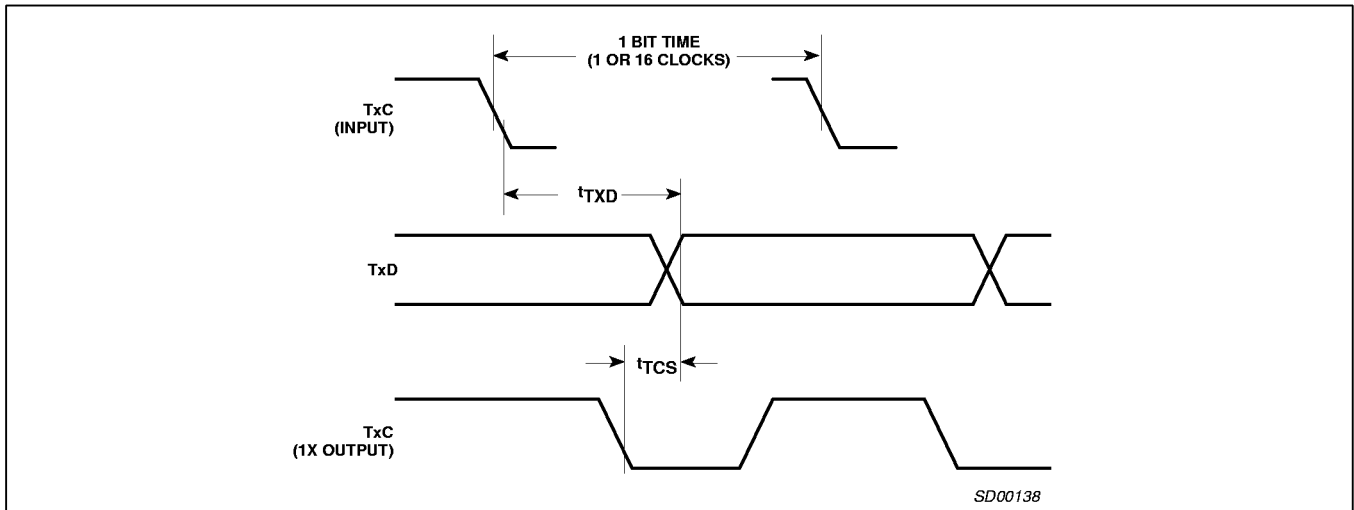 1 BIT TIME
(1 OR 16 CLOCKS)
TxC
(INPUT)
tTXD
TxD
tTCS
TxC
(1X OUTPUT)
SD00138